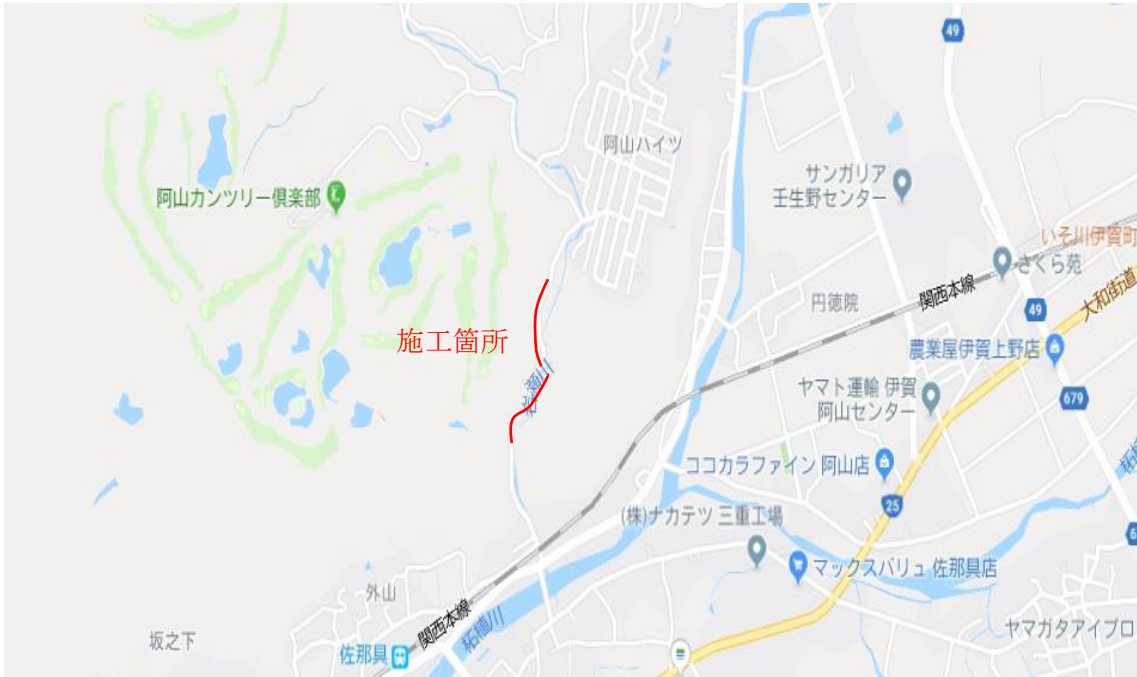 49
阿山ハイツ
サンガリア
壬生野センター
阿山カンツリー倶楽部
いそ川伊賀町
さくら苑
関西本線
大和街道
円徳院
49
施工箇所
農業屋伊賀上野店
ヤマト運輸 伊賀
阿山センター
679
ココカラファイン 阿山店
25
(株)ナカテツ 三重工場
マックスバリュ 佐那具店
外山
関西本線
柘植川
ヤマガタアイプロ
坂之下
佐那具